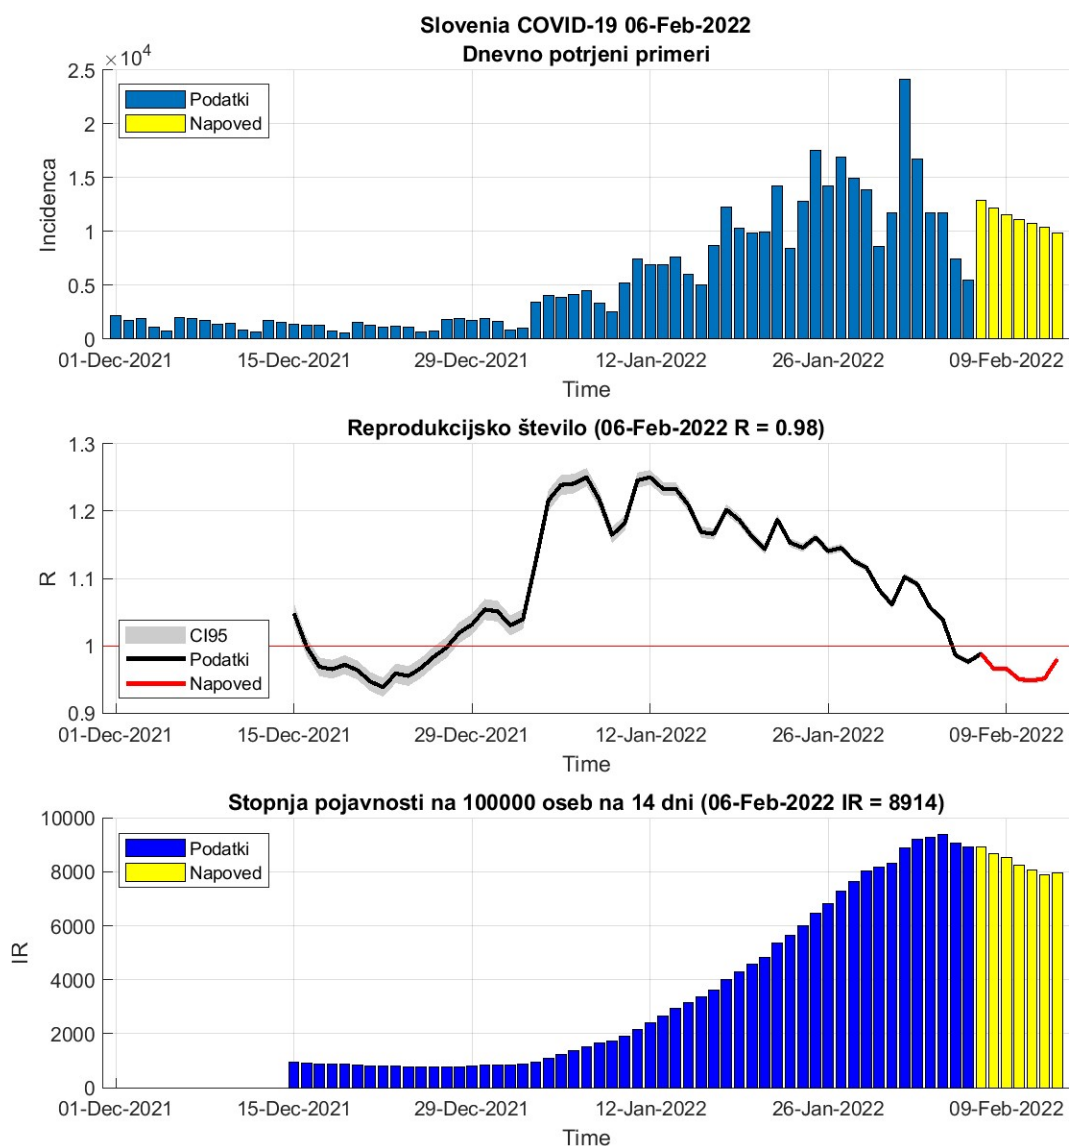 Slovenia COVID-19 06-Feb-2022
Dnevno potrjeni primeri
×10⁴
2.5
2
1.5
1
0.5
0
Incidenca
Podatki
Napoved
01-Dec-2021 15-Dec-2021 29-Dec-2021 12-Jan-2022 26-Jan-2022 09-Feb-2022
Time
Reprodukcijsko število (06-Feb-2022 R = 0.98)
1.3
1.2
1.1
1
0.9
R
CI95
Podatki
Napoved
01-Dec-2021 15-Dec-2021 29-Dec-2021 12-Jan-2022 26-Jan-2022 09-Feb-2022
Time
Stopnja pojavnosti na 100000 oseb na 14 dni (06-Feb-2022 IR = 8914)
10000
8000
6000
4000
2000
0
IR
Podatki
Napoved
01-Dec-2021 15-Dec-2021 29-Dec-2021 12-Jan-2022 26-Jan-2022 09-Feb-2022
Time